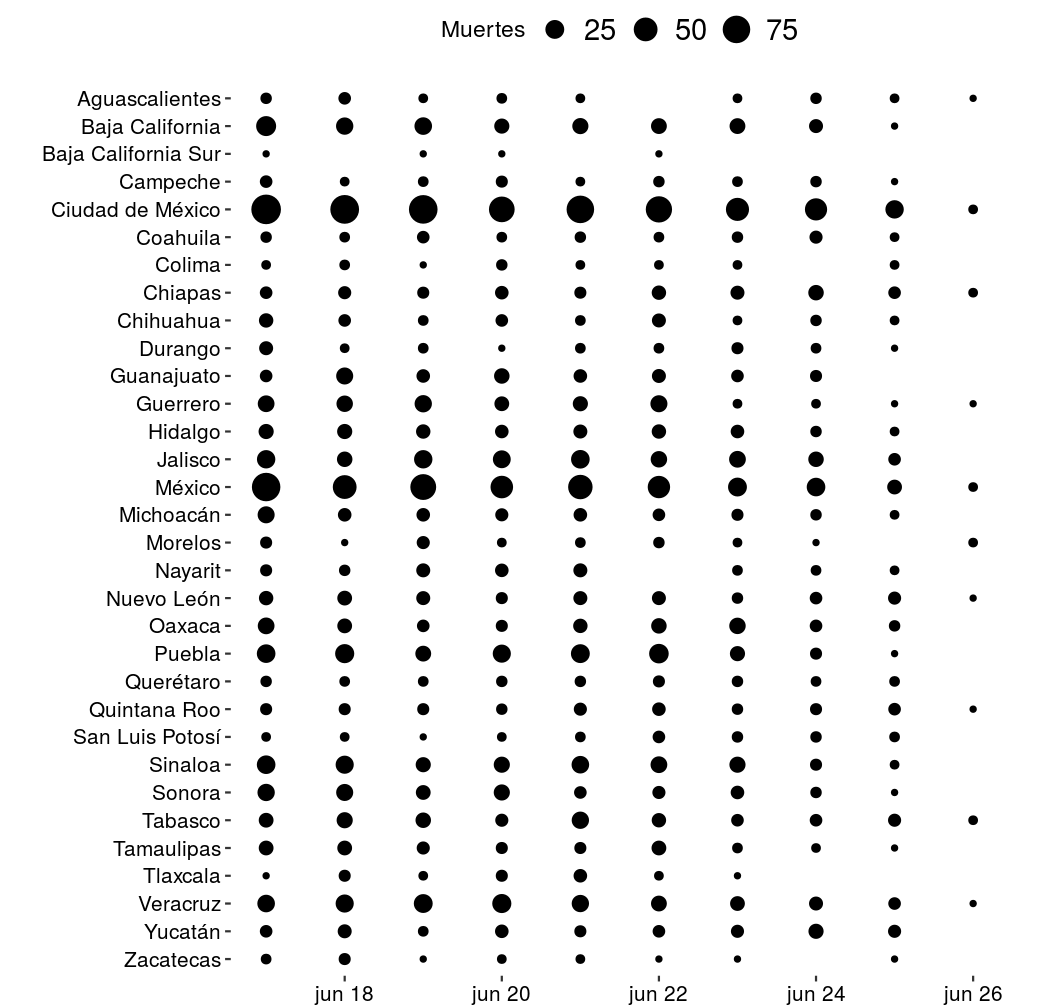 Muertes 25 50 75
Aguascalientes
Baja California
Baja California Sur
Campeche
Ciudad de México
Coahuila
Colima
Chiapas
Chihuahua
Durango
Guanajuato
Guerrero
Hidalgo
Jalisco
México
Michoacán
Morelos
Nayarit
Nuevo León
Oaxaca
Puebla
Querétaro
Quintana Roo
San Luis Potosí
Sinaloa
Sonora
Tabasco
Tamaulipas
Tlaxcala
Veracruz
Yucatán
Zacatecas
jun 18 jun 20 jun 22 jun 24 jun 26